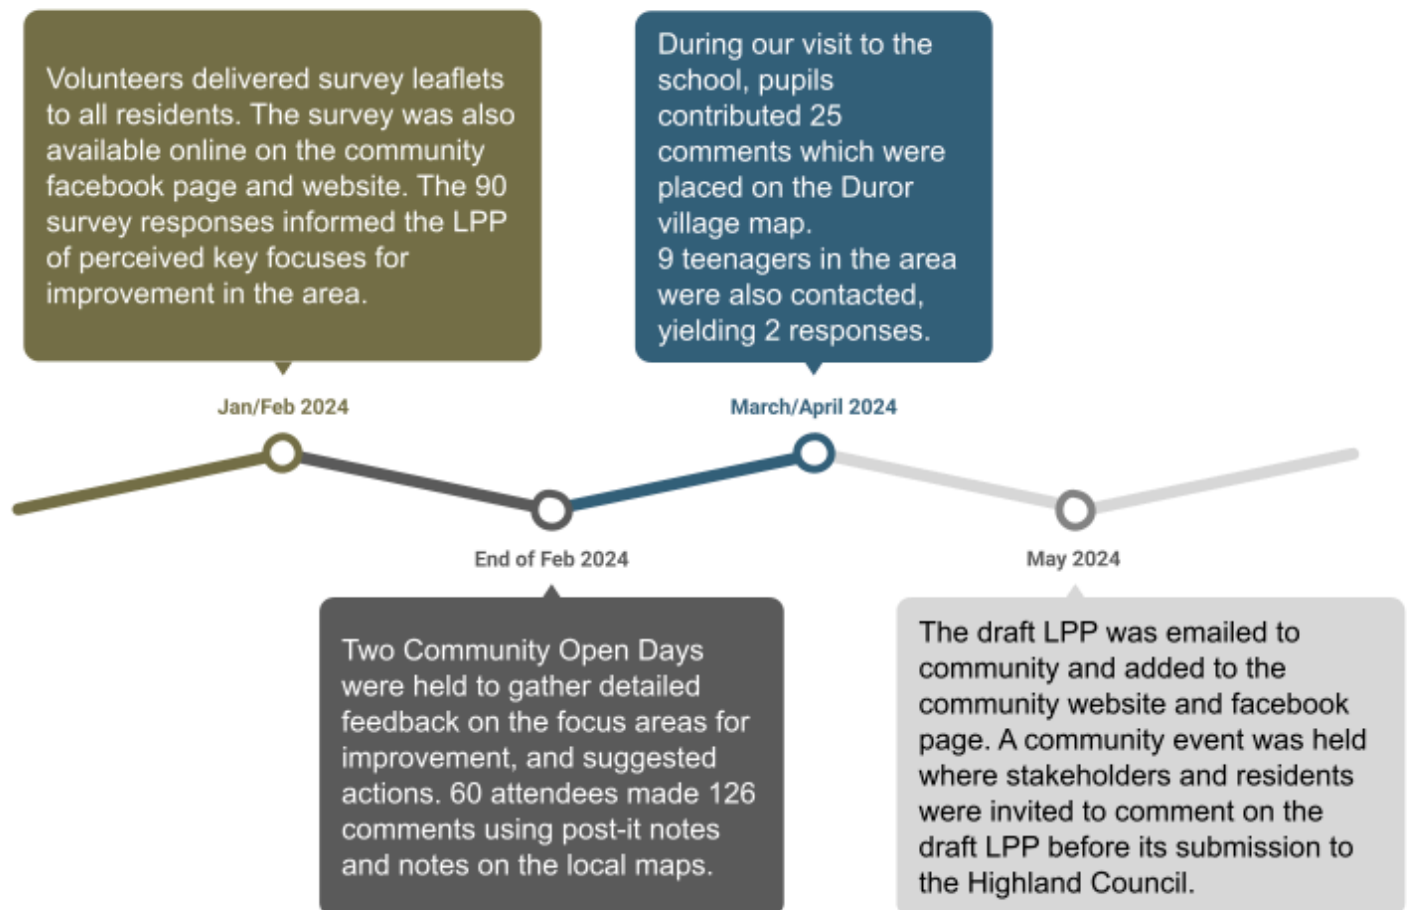 Volunteers delivered survey leaflets
to all residents. The survey was also
available online on the community
facebook page and website. The 90
survey responses informed the LPP
of perceived key focuses for
improvement in the area.
Jan/Feb 2024
End of Feb 2024
Two Community Open Days
were held to gather detailed
feedback on the focus areas for
improvement, and suggested
actions. 60 attendees made 126
comments using post-it notes
and notes on the local maps.
During our visit to the
school, pupils
contributed 25
comments which were
placed on the Duror
village map.
9 teenagers in the area
were also contacted,
yielding 2 responses.
March/April 2024
May 2024
The draft LPP was emailed to
community and added to the
community website and facebook
page. A community event was held
where stakeholders and residents
were invited to comment on the
draft LPP before its submission to
the Highland Council.